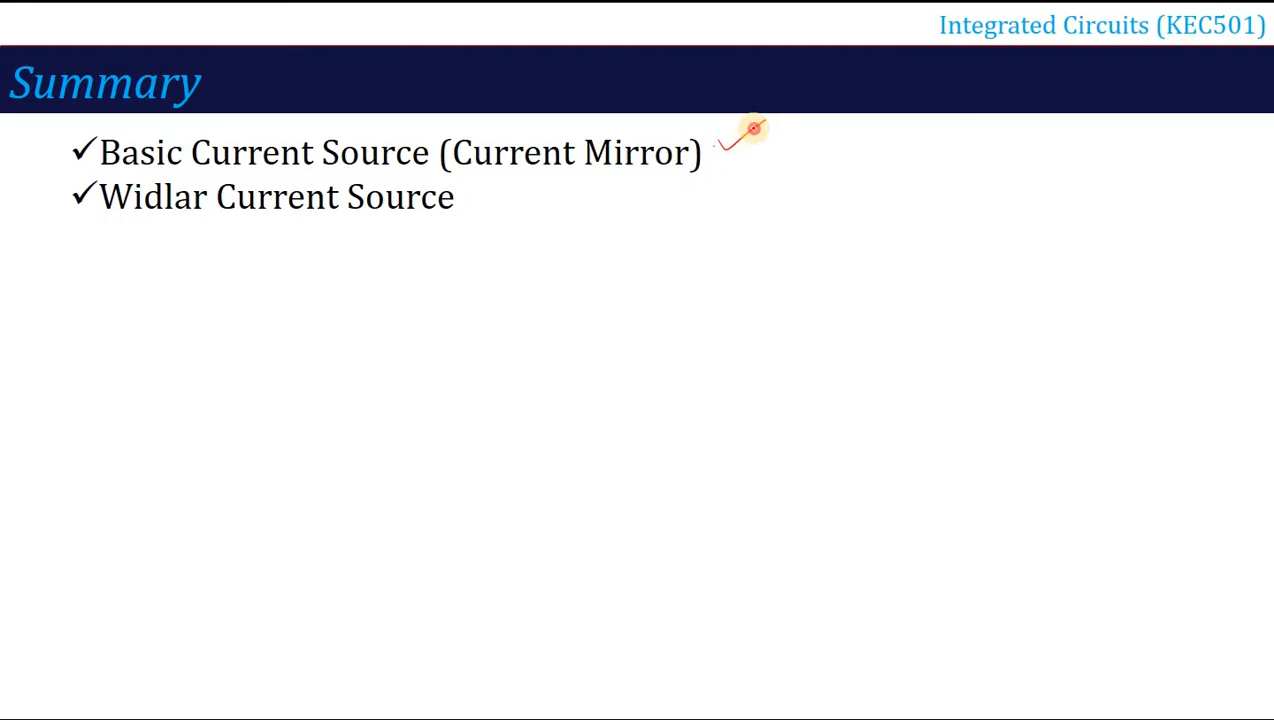 Integrated Circuits (KEC501)
Summary
✓Basic Current Source (Current Mirror)
✓Widlar Current Source